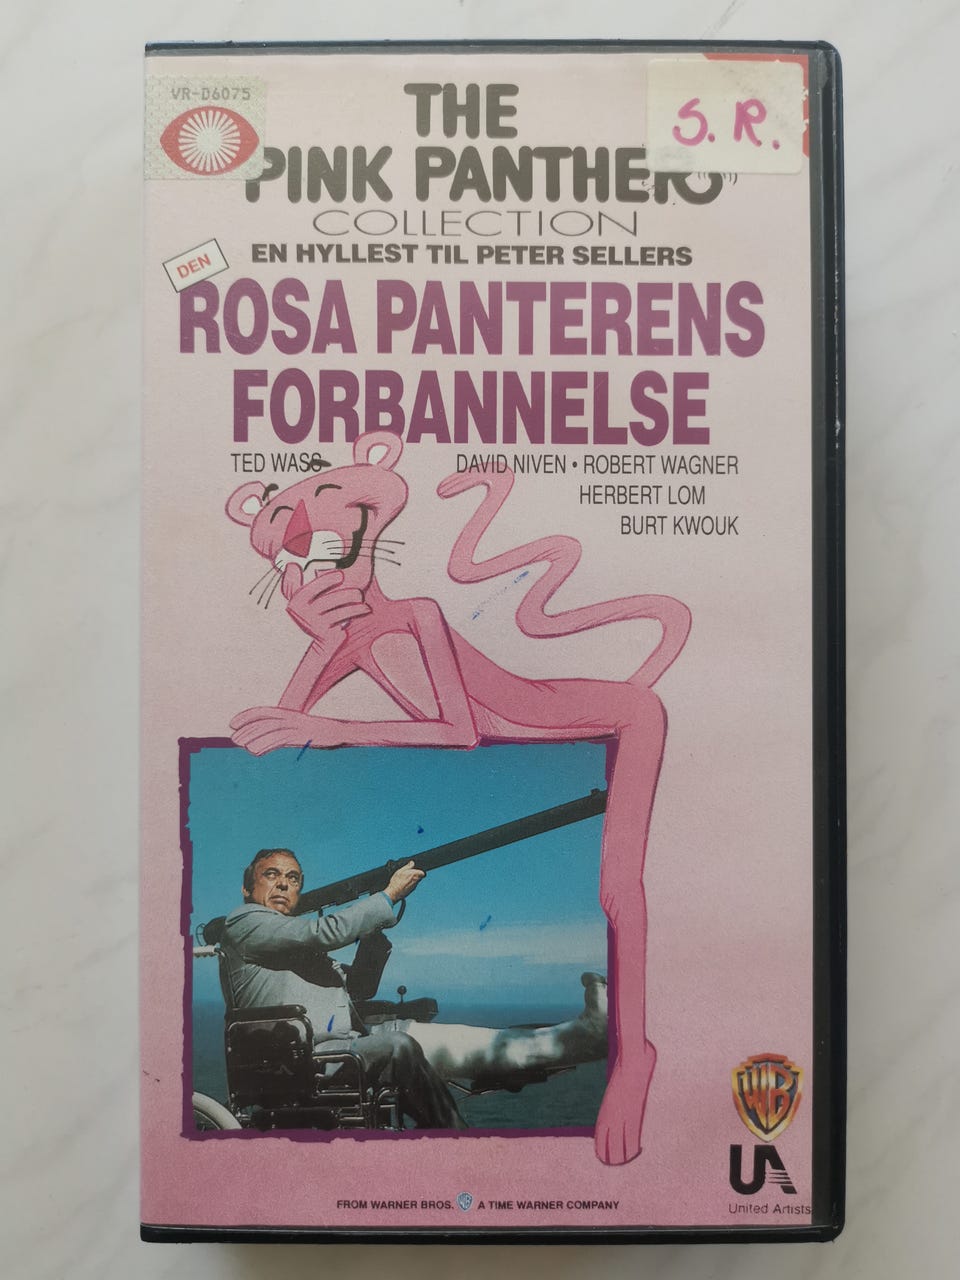 VR-D6075
S. R.
THE
PINK PANTHER
COLLECTION
EN HYLLEST TIL PETER SELLERS
DEN
ROSA PANTERENS
FORBANNELSE
TED WASS
DAVID NIVEN • ROBERT WAGNER
HERBERT LOM
BURT KWOUK
WB
UA
United Artists
FROM WARNER BROS. WB A TIME WARNER COMPANY